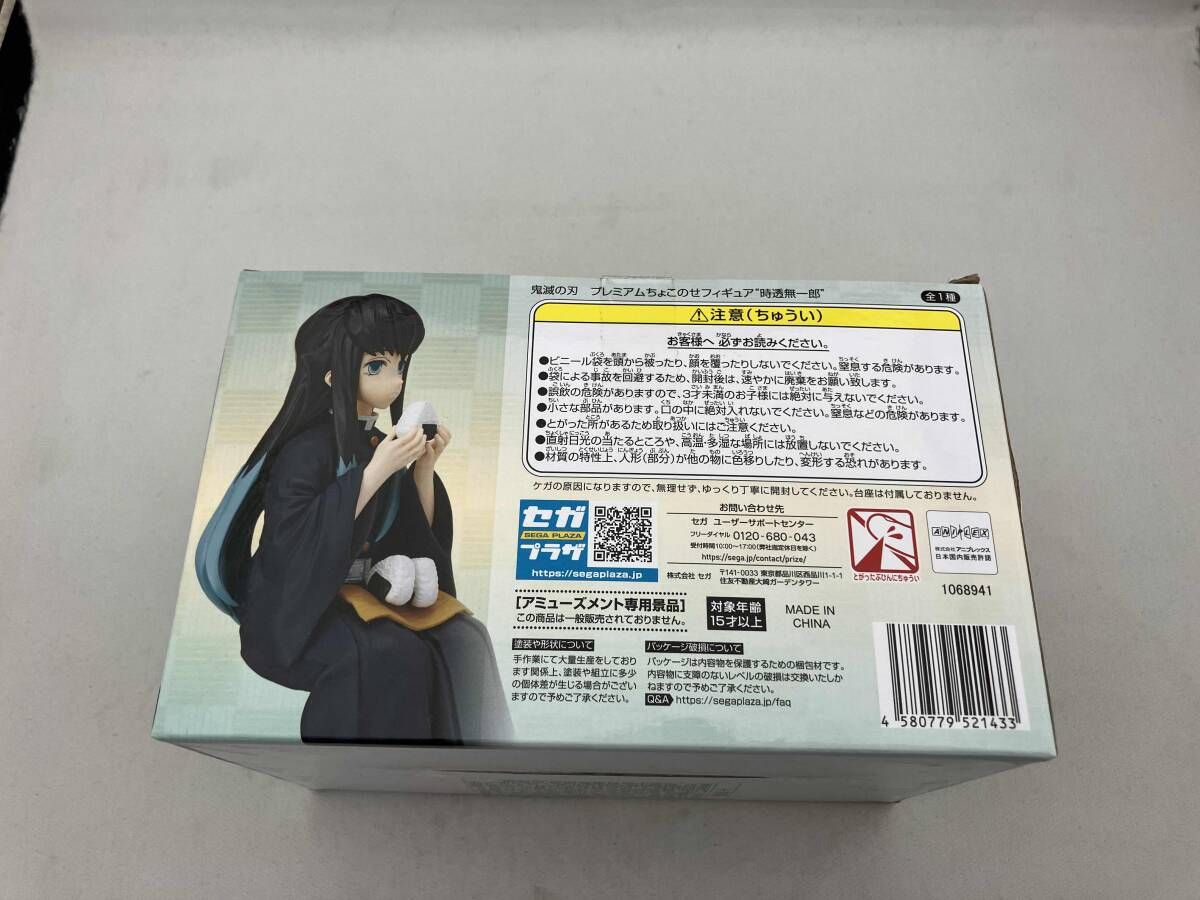 鬼滅の刃 プレミアムちょこのせフィギュア"時透無一郎"
全1種
注意(ちゅうい)
お客様へ 必ずお読みください。
●ビニール袋を頭から被ったり、顔を覆ったりしないでください。窒息する危険があります。
●袋による事故を回避するため、開封後は、速やかに廃棄をお願い致します。
●誤飲の危険がありますので、3才未満のお子様には絶対に与えないでください。
●小さな部品があります。口の中に絶対入れないでください。窒息などの危険があります。
●とがった所があるため取り扱いにはご注意ください。
●直射日光の当たるところや、高温・多湿な場所には放置しないでください。
●材質の特性上、人形(部分)が他の物に色移りしたり、変形する恐れがあります。
ケガの原因になりますので、無理せず、ゆっくり丁寧に開封してください。台座は付属しておりません。
セガ
SEGA PLAZA
プラザ
https://segaplaza.jp
お問い合わせ先
セガ ユーザーサポートセンター
フリーダイヤル 0120-680-043
受付時間10:00~17:00(弊社指定休日を除く)
https://sega.jp/contact/prize/
株式会社 セガ 〒141-0033 東京都品川区西品川1-1-1
住友不動産大崎ガーデンタワー
とがったぶひんにちゅうい
ANIPLEX
株式会社アニプレックス
日本国内販売許諾
1068941
[アミューズメント専用景品]
この商品は一般販売されておりません。
対象年齢
15才以上
MADE IN
CHINA
塗装や形状について
手作業にて大量生産をしており
ます関係上、塗装や組立に多少
の個体差が生じる場合がござい
ますので予めご了承ください。
パッケージ破損について
パッケージは内容物を保護するための梱包材です。
内容物に支障のないレベルの破損は交換いたしか
ねますので予めご了承ください。
Q&A https://segaplaza.jp/faq
4 580779 521433